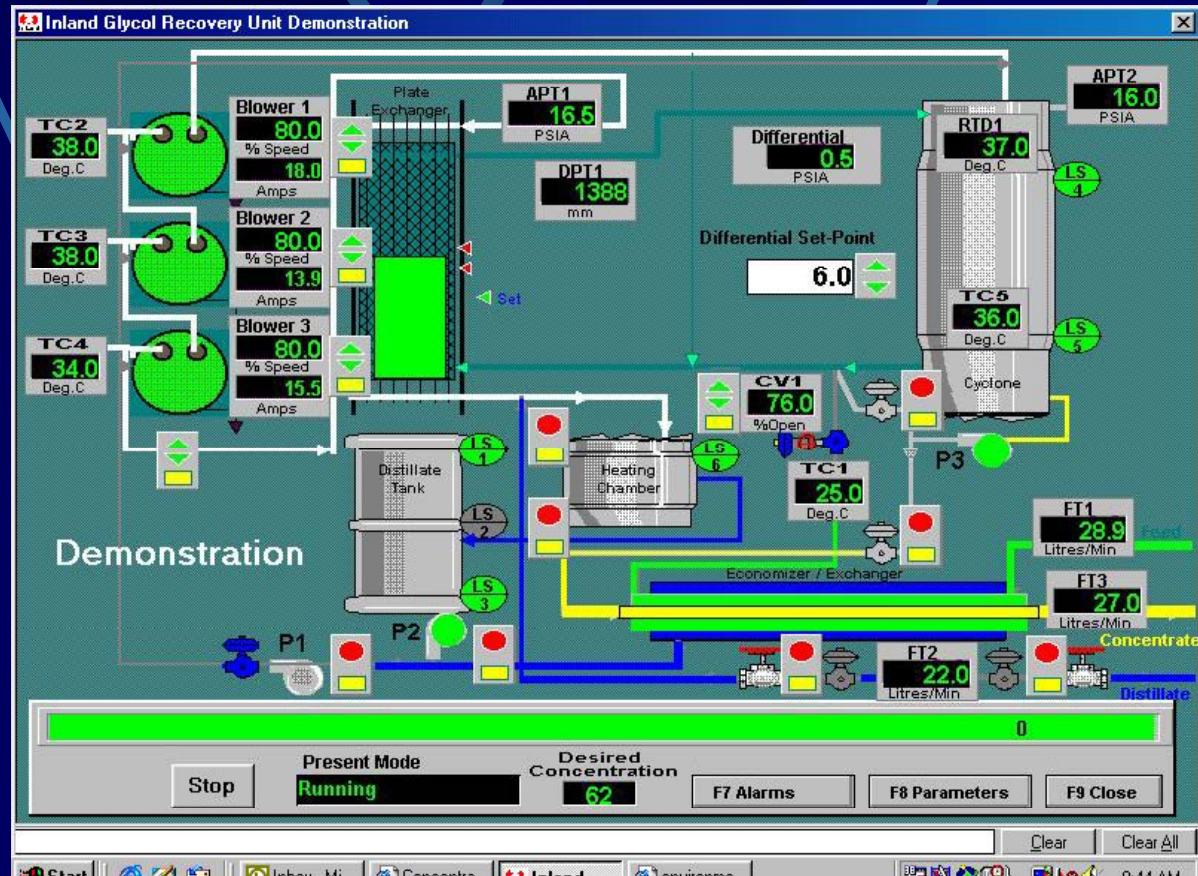 Inland Glycol Recovery Unit Demonstration
TC2
38.0
Deg.C
Blower 1
80.0
% Speed
18.0
Amps
Plate
Exchanger
APT1
16.5
PSIA
DPT1
1388
mm
Differential
0.5
PSIA
RTD1
37.0
Deg.C
APT2
16.0
PSIA
LS
4
TC3
38.0
Deg.C
Blower 2
80.0
% Speed
13.9
Amps
Set
Differential Set-Point
6.0
TC5
36.0
Deg.C
LS
5
Cyclone
TC4
34.0
Deg.C
Blower 3
80.0
% Speed
15.5
Amps
CV1
76.0
%Open
P3
LS
1
Distillate
Tank
LS
2
LS
3
Heating
Chamber
LS
6
TC1
25.0
Deg.C
FT1
28.9
Litres/Min
Feed
Demonstration
Economizer / Exchanger
FT3
27.0
Litres/Min
Concentrate
P1
P2
FT2
22.0
Litres/Min
Distillate
0
Stop
Present Mode
Running
Desired
Concentration
62
F7 Alarms
F8 Parameters
F9 Close
Clear
Clear All
Start
Inbox - Mi...
Concentra...
Inland ...
environme...
9:44 AM